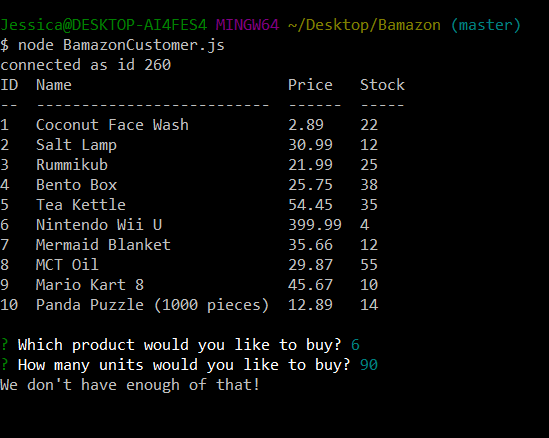 Jessica@DESKTOP-AI4FES4 MINGW64 ~/Desktop/Bamazon (master)
$ node BamazonCustomer.js
connected as id 260
ID  Name                        Price   Stock
--  --------------------------  ------  -----
1   Coconut Face Wash           2.89    22
2   Salt Lamp                   30.99   12
3   Rummikub                    21.99   25
4   Bento Box                   25.75   38
5   Tea Kettle                  54.45   35
6   Nintendo Wii U              399.99  4
7   Mermaid Blanket             35.66   12
8   MCT Oil                     29.87   55
9   Mario Kart 8                45.67   10
10  Panda Puzzle (1000 pieces)  12.89   14
? Which product would you like to buy? 6
? How many units would you like to buy? 90
We don't have enough of that!